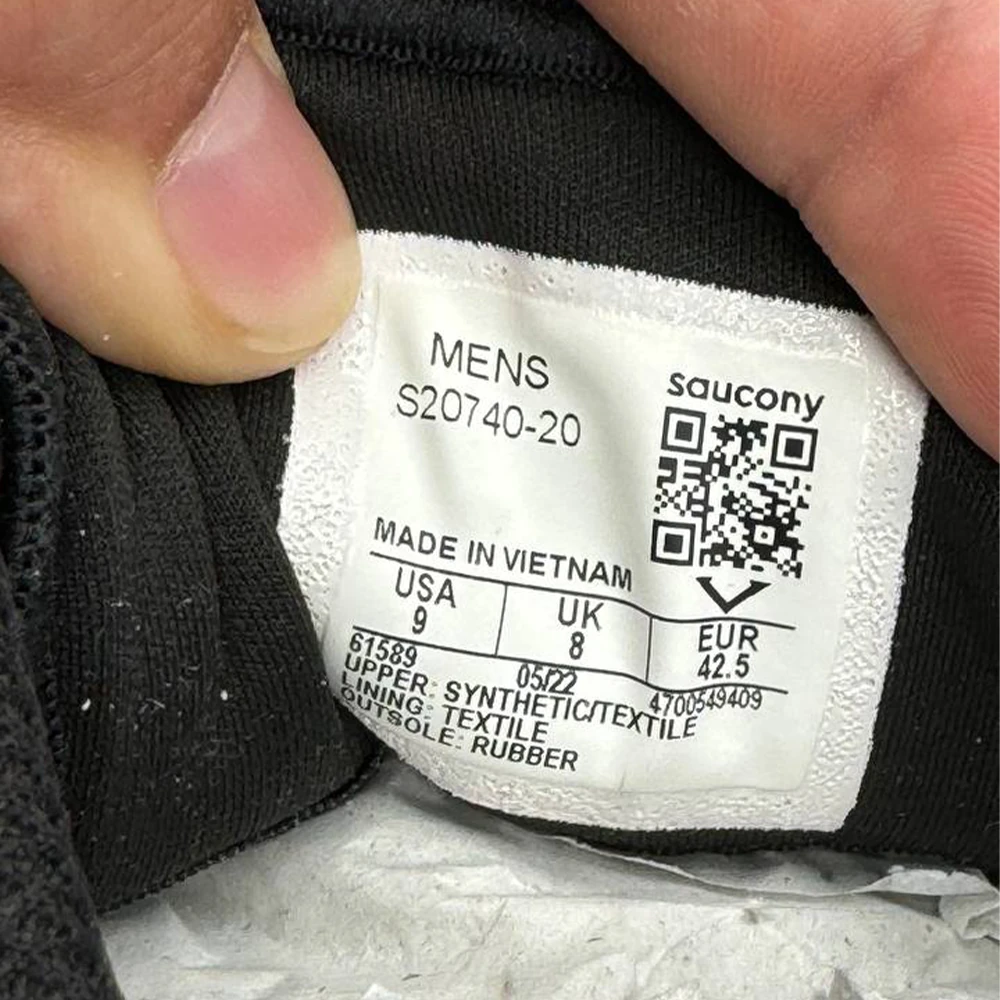 MENS
S20740-20
saucony
MADE IN VIETNAM
USA UK EUR
9 8 42.5
61589 05/22 4700549409
UPPER: SYNTHETIC/TEXTILE
LINING: TEXTILE
OUTSOLE: RUBBER